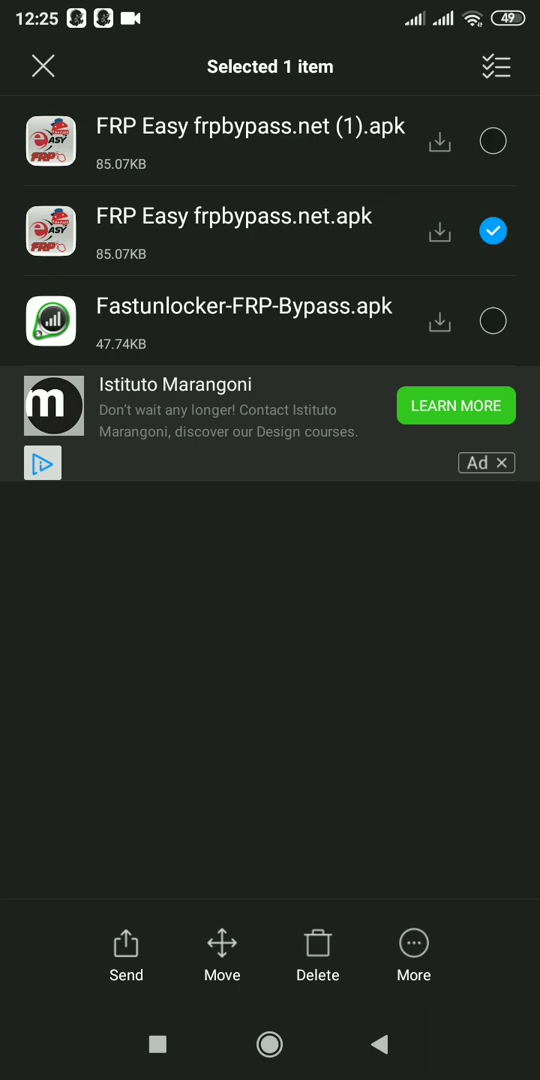 12:25
49
Selected 1 item
FRP Easy frpbypass.net (1).apk
85.07KB
FRP Easy frpbypass.net.apk
85.07KB
Fastunlocker-FRP-Bypass.apk
47.74KB
m
Istituto Marangoni
Don't wait any longer! Contact Istituto
Marangoni, discover our Design courses.
LEARN MORE
Ad
Send
Move
Delete
More